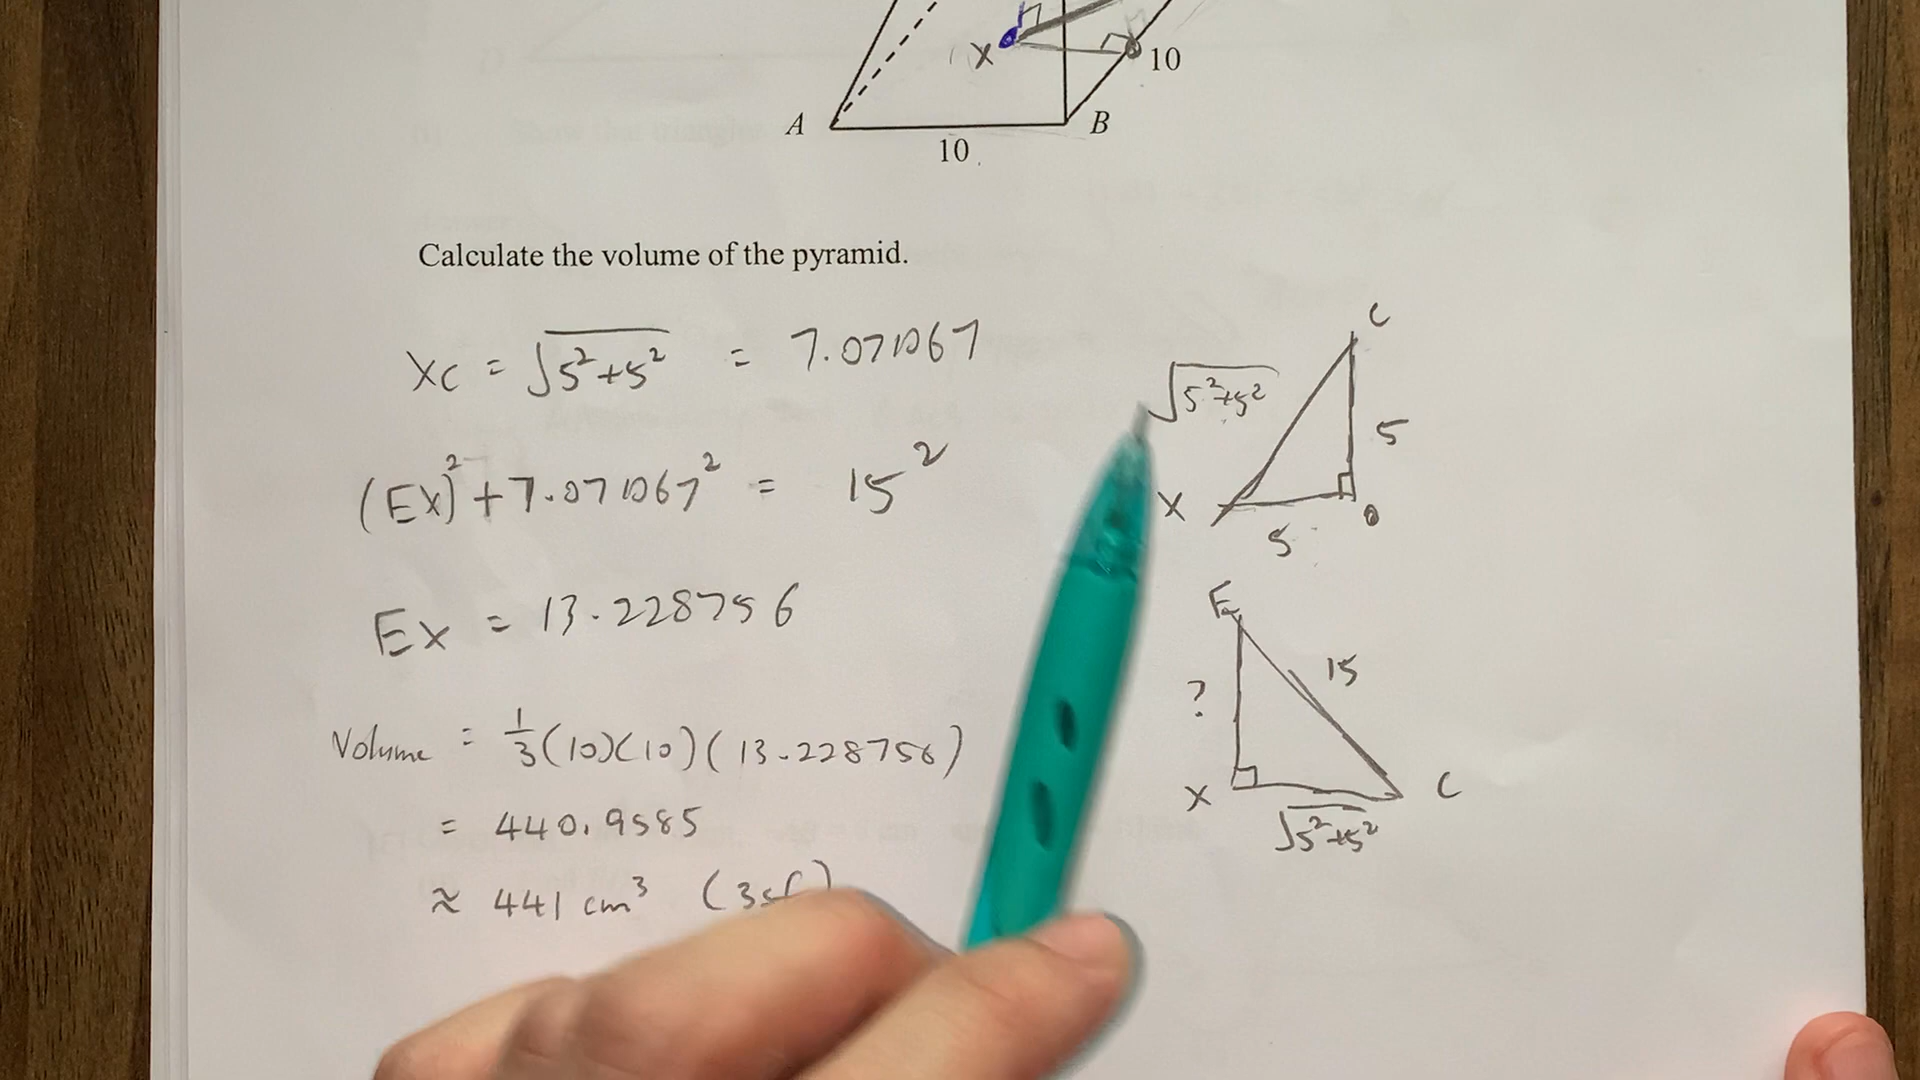 X
10
A
B
10
Calculate the volume of the pyramid.
XC = √5²+5² = 7.071067
(EX)² + 7.071067² = 15²
EX = 13.228756
Volume = 1/3 (10)(10)(13.228756)
= 440.9585
≈ 441 cm³ (3sf)
C
√5²+5²
5
X
5
E
15
?
X
C
√5²+5²